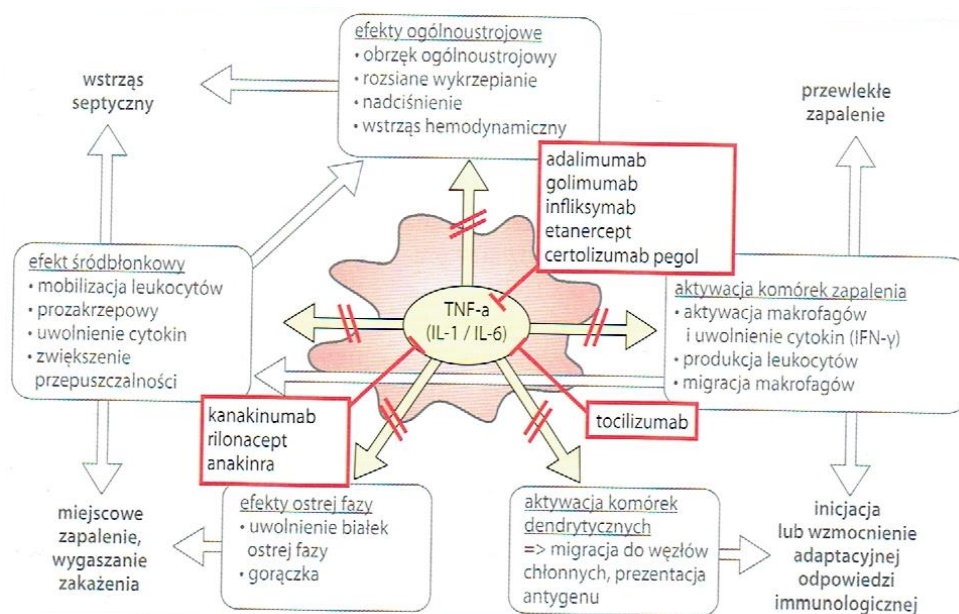 efekty ogólnoustrojowe
• obrzęk ogólnoustrojowy
• rozsiane wykrzepianie
• nadciśnienie
• wstrząs hemodynamiczny
wstrząs
septyczny
przewlekłe
zapalenie
adalimumab
golimumab
infliksymab
etanercept
certolizumab pegol
efekt śródbłonkowy
• mobilizacja leukocytów
• prozakrzepowy
• uwolnienie cytokin
• zwiększenie
przepuszczalności
TNF-a
(IL-1 / IL-6)
aktywacja komórek zapalenia
• aktywacja makrofagów
i uwolnienie cytokin (IFN-γ)
• produkcja leukocytów
• migracja makrofagów
kanakinumab
rilonacept
anakinra
tocilizumab
efekty ostrej fazy
• uwolnienie białek
ostrej fazy
• gorączka
aktywacja komórek
dendrytycznych
=> migracja do węzłów
chłonnych, prezentacja
antygenu
miejscowe
zapalenie,
wygaszanie
zakażenia
inicjacja
lub wzmocnienie
adaptacyjnej
odpowiedzi
immunologicznej